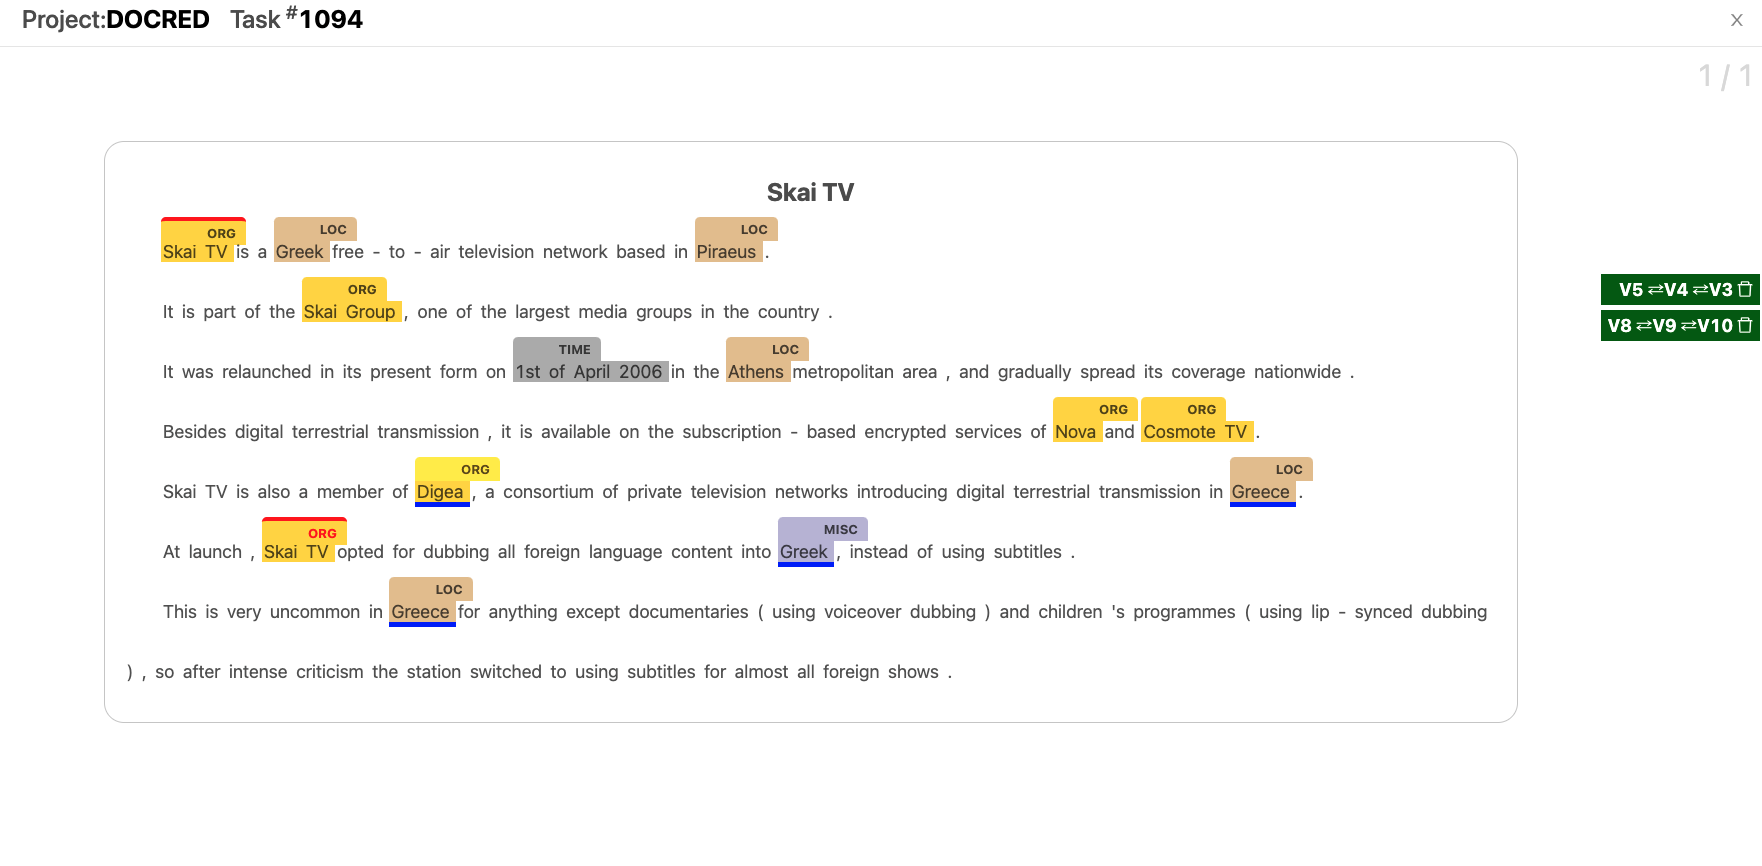 Project:DOCRED Task #1094 X
1 / 1
Skai TV
ORG LOC LOC
Skai TV is a Greek free - to - air television network based in Piraeus .
ORG
It is part of the Skai Group , one of the largest media groups in the country .
V5 ⇄V4 ⇄V3
V8 ⇄V9 ⇄V10
TIME LOC
It was relaunched in its present form on 1st of April 2006 in the Athens metropolitan area , and gradually spread its coverage nationwide .
ORG ORG
Besides digital terrestrial transmission , it is available on the subscription - based encrypted services of Nova and Cosmote TV .
ORG LOC
Skai TV is also a member of Digea , a consortium of private television networks introducing digital terrestrial transmission in Greece .
ORG MISC
At launch , Skai TV opted for dubbing all foreign language content into Greek , instead of using subtitles .
LOC
This is very uncommon in Greece for anything except documentaries ( using voiceover dubbing ) and children 's programmes ( using lip - synced dubbing
) , so after intense criticism the station switched to using subtitles for almost all foreign shows .